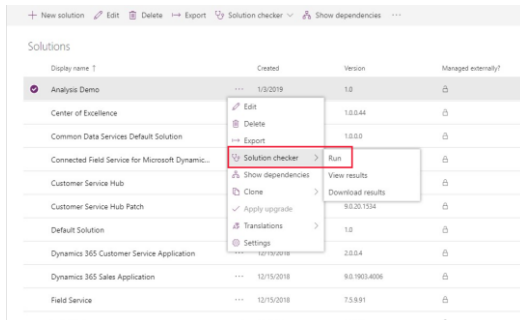 + New solution Edit Delete Export Solution checker Show dependencies ...
Solutions
Display name ↑ Created Version Managed externally?
Analysis Demo ... 1/3/2019 1.0
Center of Excellence Edit 1.0.0.44
Delete
Common Data Services Default Solution Export 1.0.0.0
Connected Field Service for Microsoft Dynamic... Solution checker Run
Customer Service Hub Show dependencies View results
Clone Download results
Customer Service Hub Patch Apply upgrade 9.0.20.1534
Default Solution Translations 1.0
Settings
Dynamics 365 Customer Service Application ... 12/15/2018 2.0.0.4
Dynamics 365 Sales Application ... 12/15/2018 9.0.1903.4006
Field Service ... 12/15/2018 7.5.9.91